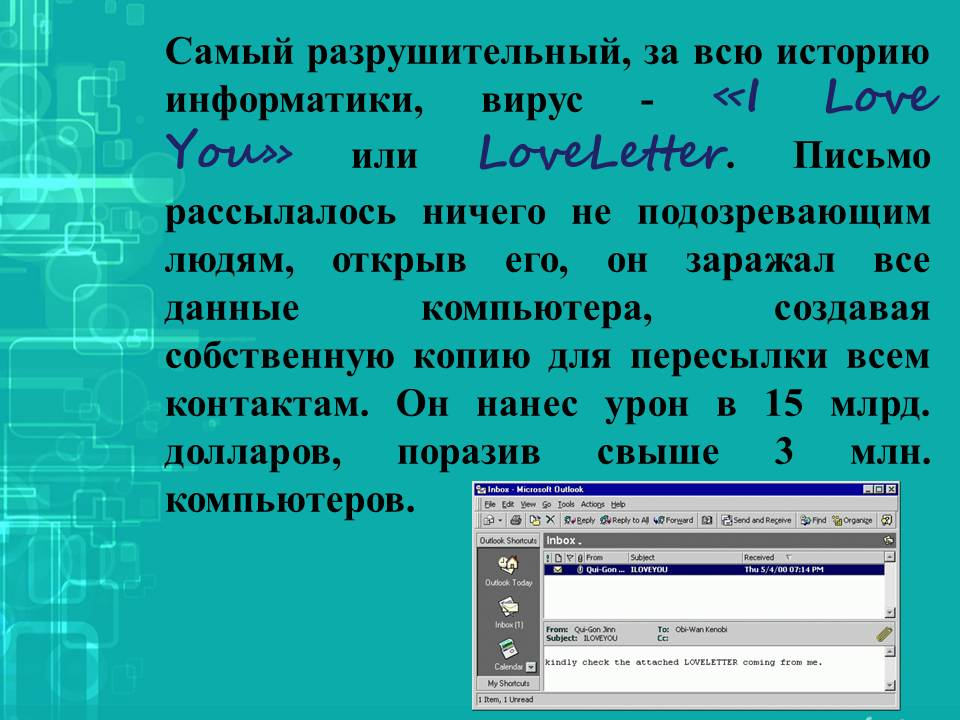 Самый разрушительный, за всю историю
информатики, вирус - «I Love
You» или LoveLetter. Письмо
рассылалось ничего не подозревающим
людям, открыв его, он заражал все
данные компьютера, создавая
собственную копию для пересылки всем
контактам. Он нанес урон в 15 млрд.
долларов, поразив свыше 3 млн.
компьютеров.
Inbox - Microsoft Outlook
File Edit View Go Tools Actions Help
Reply Reply to All Forward Send and Receive Find Organize
Outlook Shortcuts Inbox .
! From Subject Received
Qui-Gon ... ILOVEYOU Thu 5/4/00 07:14 PM
Outlook Today
Inbox (1)
From: Qui-Gon Jinn To: Obi-Wan Kenobi
Subject: ILOVEYOU Cc:
kindly check the attached LOVELETTER coming from me.
Calendar
My Shortcuts
1 Item, 1 Unread